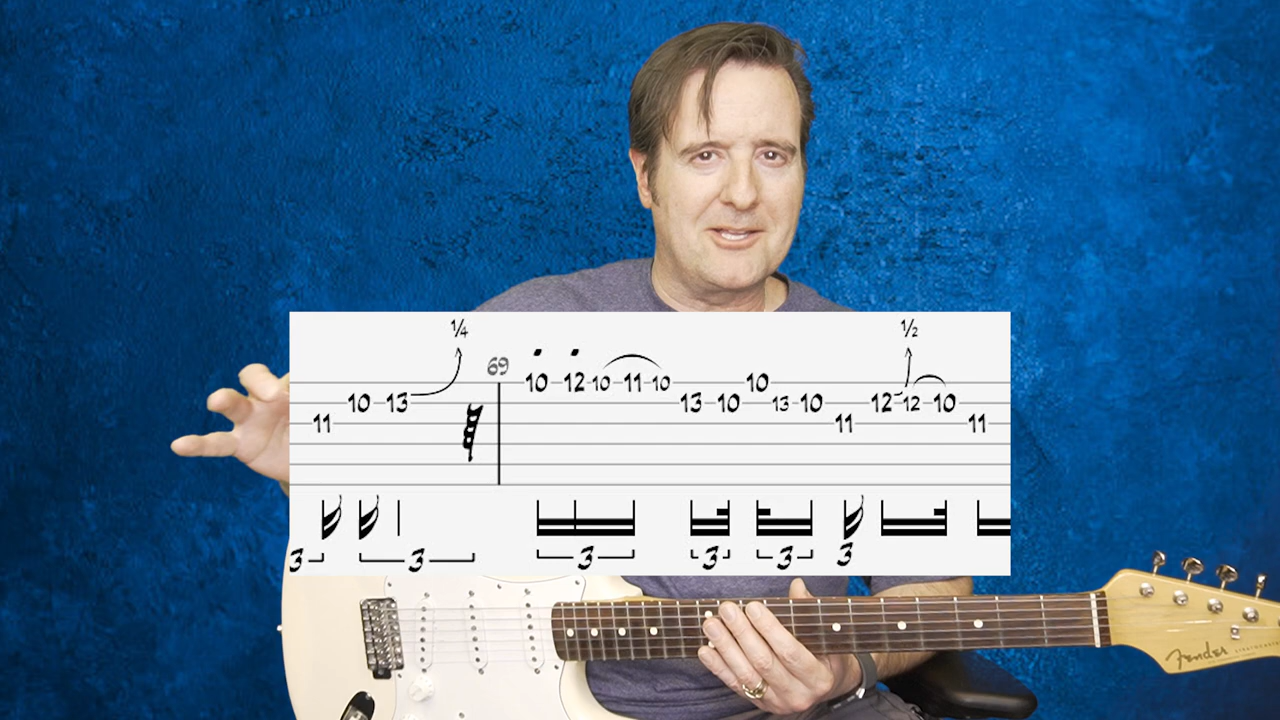 ¼ ½
69
10 12 10 11 10 10
10 13 13 10 13 10 12 12 10
11 11 11
3 3 3 3 3 3
Fender